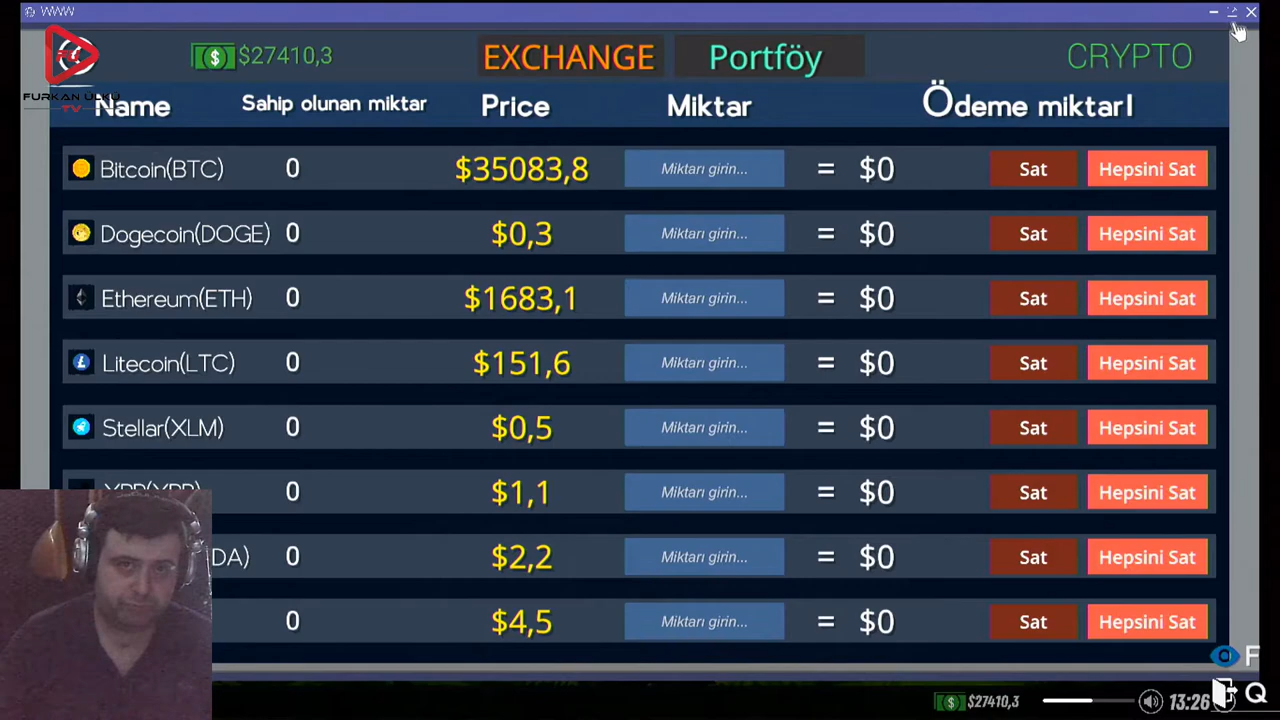 WWW
$27410,3 EXCHANGE Portföy CRYPTO
FURKAN ÜLKÜ
TV
Name Sahip olunan miktar Price Miktar Ödeme miktarI
Bitcoin(BTC) 0 $35083,8 Miktarı girin... = $0 Sat Hepsini Sat
Dogecoin(DOGE) 0 $0,3 Miktarı girin... = $0 Sat Hepsini Sat
Ethereum(ETH) 0 $1683,1 Miktarı girin... = $0 Sat Hepsini Sat
Litecoin(LTC) 0 $151,6 Miktarı girin... = $0 Sat Hepsini Sat
Stellar(XLM) 0 $0,5 Miktarı girin... = $0 Sat Hepsini Sat
XRP(XRP) 0 $1,1 Miktarı girin... = $0 Sat Hepsini Sat
DA) 0 $2,2 Miktarı girin... = $0 Sat Hepsini Sat
0 $4,5 Miktarı girin... = $0 Sat Hepsini Sat
F
$27410,3 13:26 Q